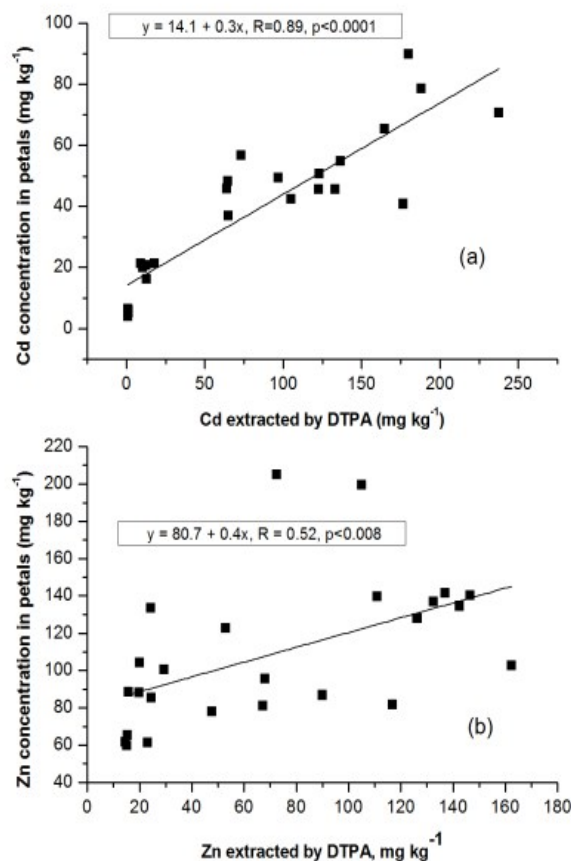 y = 14.1 + 0.3x, R=0.89, p<0.0001
100
80
60
40
20
0
Cd concentration in petals (mg kg⁻¹)
(a)
0 50 100 150 200 250
Cd extracted by DTPA (mg kg⁻¹)
220
200
180
160
140
120
100
80
60
40
Zn concentration in petals (mg kg⁻¹)
y = 80.7 + 0.4x, R = 0.52, p<0.008
(b)
0 20 40 60 80 100 120 140 160 180
Zn extracted by DTPA, mg kg⁻¹